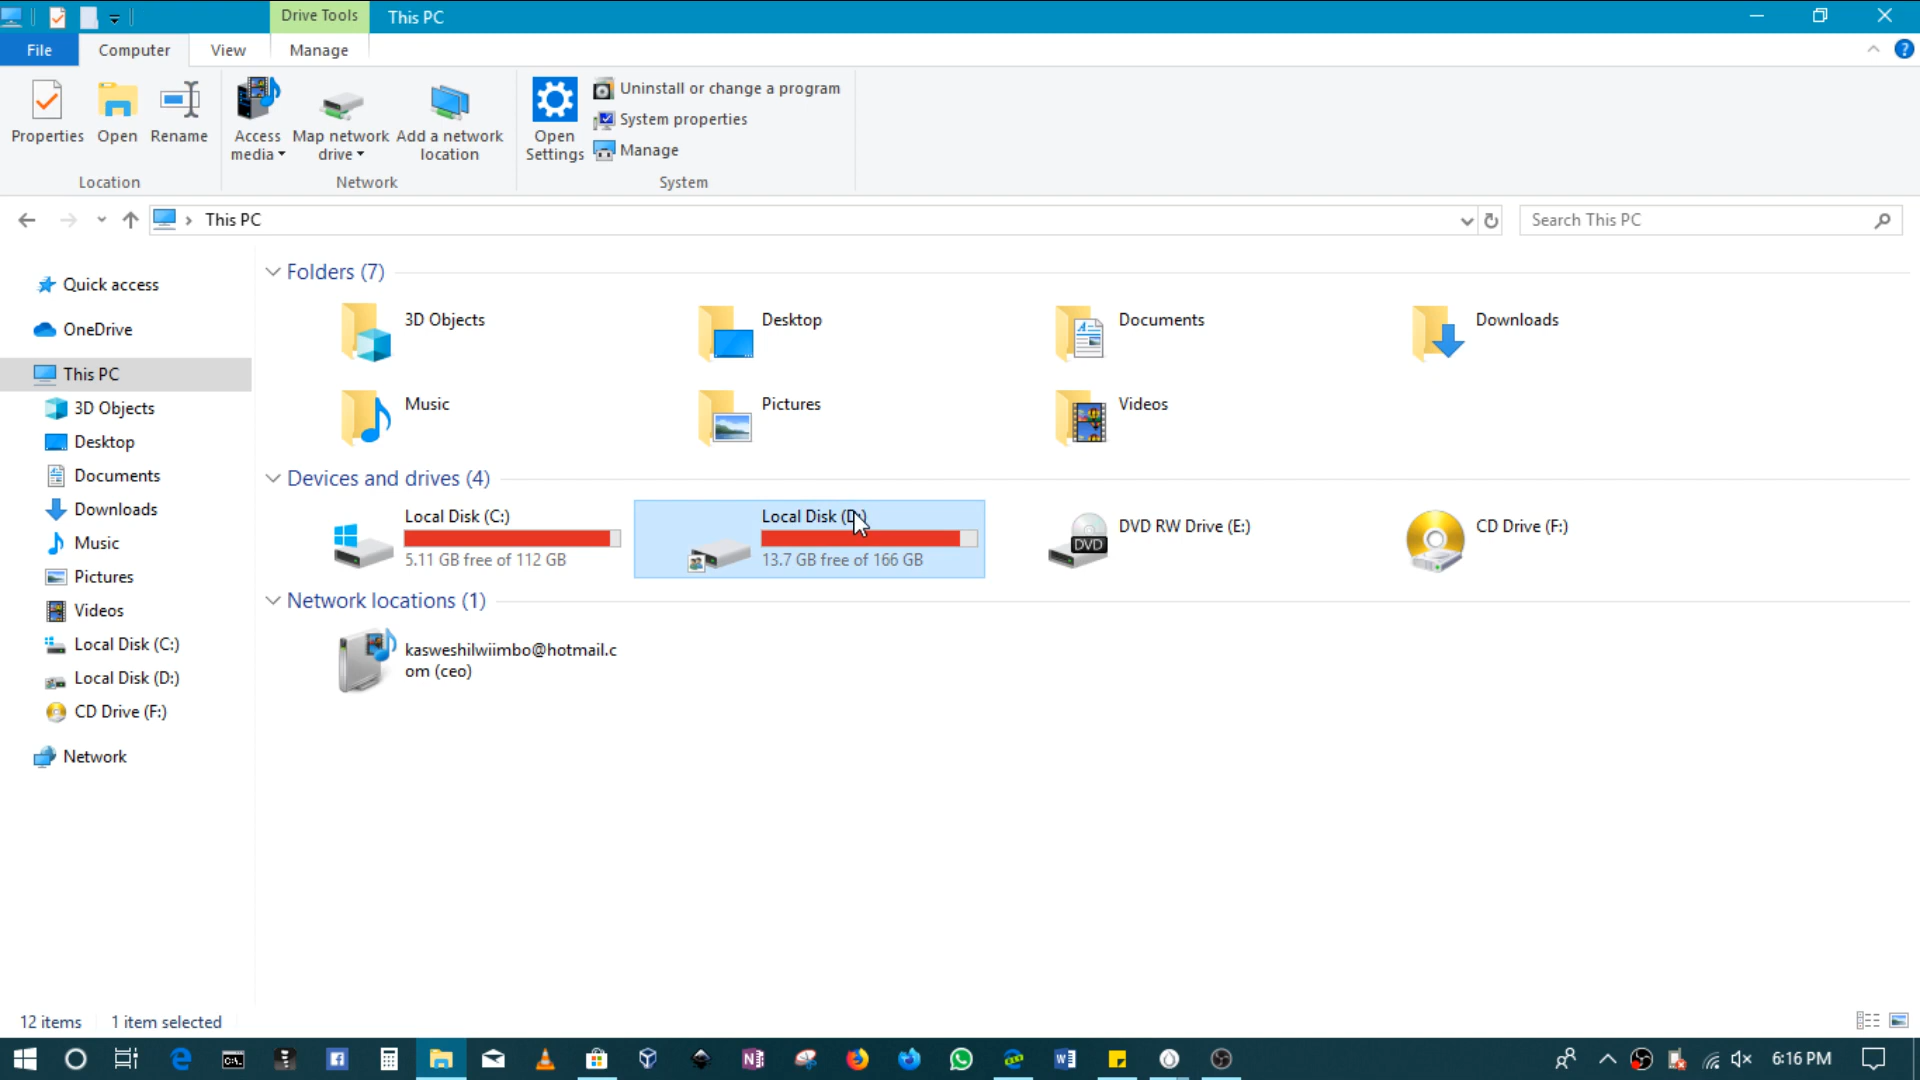 Drive Tools
This PC
File
Computer
View
Manage
Properties
Open
Rename
Access media
Map network drive
Add a network location
Open Settings
Uninstall or change a program
System properties
Manage
Location
Network
System
This PC
Search This PC
Quick access
OneDrive
This PC
3D Objects
Desktop
Documents
Downloads
Music
Pictures
Videos
Local Disk (C:)
Local Disk (D:)
CD Drive (F:)
Network
Folders (7)
3D Objects
Desktop
Documents
Downloads
Music
Pictures
Videos
Devices and drives (4)
Local Disk (C:)
5.11 GB free of 112 GB
Local Disk (D:)
13.7 GB free of 166 GB
DVD
DVD RW Drive (E:)
CD Drive (F:)
Network locations (1)
kasweshilwiimbo@hotmail.c
om (ceo)
12 items
1 item selected
6:16 PM